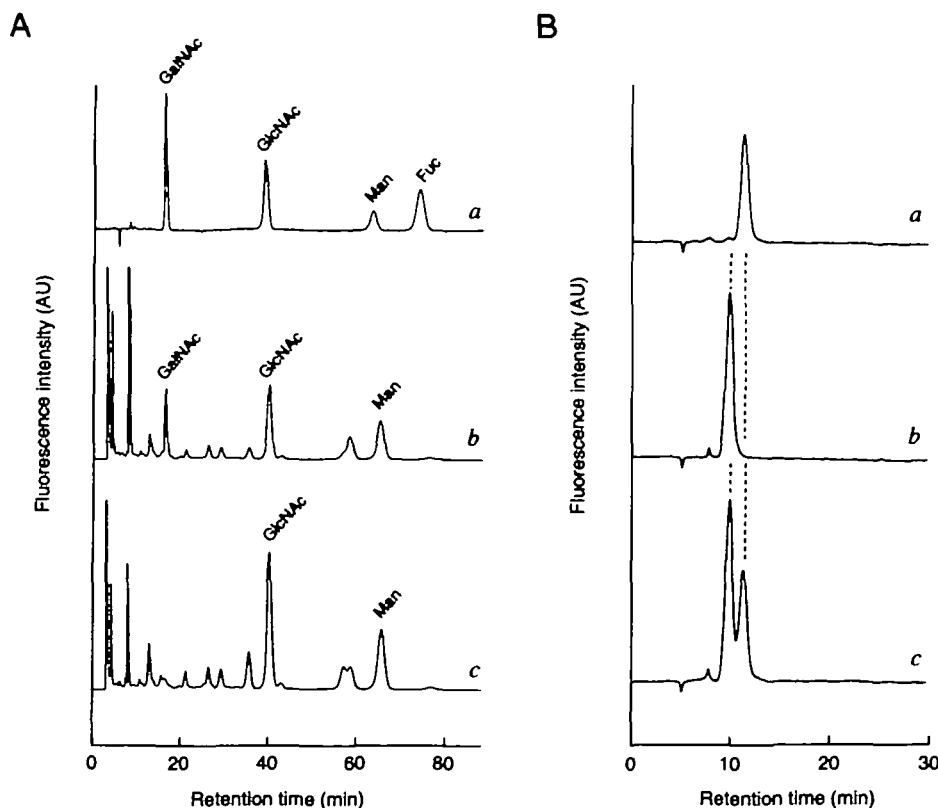 A
B
GalNAc
GlcNAc
Man
Fuc
a
a
GalNAc
GlcNAc
Man
b
b
GlcNAc
Man
c
c
Fluorescence intensity (AU)
Fluorescence intensity (AU)
0 20 40 60 80
0 10 20 30
Retention time (min)
Retention time (min)